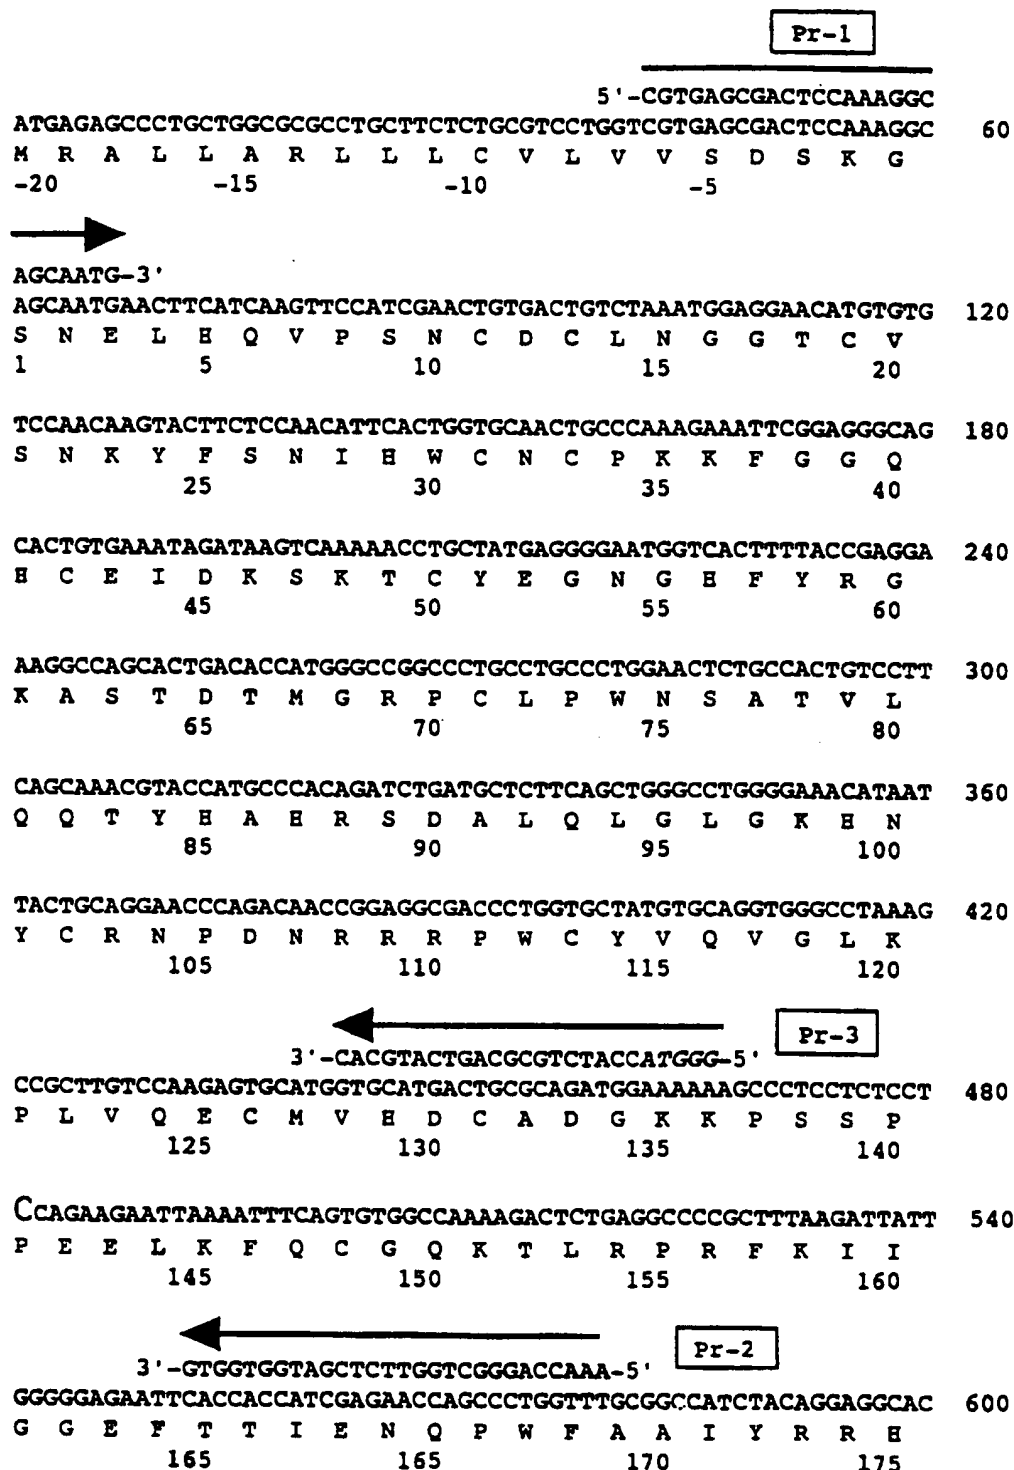 Pr-1
5'-CGTGAGCGACTCCAAAGGC
ATGAGAGCCCTGCTGGCGCGCCTGCTTCTCTGCGTCCTGGTCGTGAGCGACTCCAAAGGC 60
M R A L L A R L L L C V L V V S D S K G
-20 -15 -10 -5
AGCAATG-3'
AGCAATGAACTTCATCAAGTTCCATCGAACTGTGACTGTCTAAATGGAGGAACATGTGTG 120
S N E L H Q V P S N C D C L N G G T C V
1 5 10 15 20
TCCAACAAGTACTTCTCCAACATTCACTGGTGCAACTGCCCAAAGAAATTCGGAGGGCAG 180
S N K Y F S N I H W C N C P K K F G G Q
25 30 35 40
CACTGTGAAATAGATAAGTCAAAAACCTGCTATGAGGGGAATGGTCACTTTTACCGAGGA 240
H C E I D K S K T C Y E G N G H F Y R G
45 50 55 60
AAGGCCAGCACTGACACCATGGGCCGGCCCTGCCTGCCCTGGAACTCTGCCACTGTCCTT 300
K A S T D T M G R P C L P W N S A T V L
65 70 75 80
CAGCAAACGTACCATGCCCACAGATCTGATGCTCTTCAGCTGGGCCTGGGGAAACATAAT 360
Q Q T Y H A H R S D A L Q L G L G K H N
85 90 95 100
TACTGCAGGAACCCAGACAACCGGAGGCGACCCTGGTGCTATGTGCAGGTGGGCCTAAAG 420
Y C R N P D N R R R P W C Y V Q V G L K
105 110 115 120
Pr-3
3'-CACGTACTGACGCGTCTACCATGGG-5'
CCGCTTGTCCAAGAGTGCATGGTGCATGACTGCGCAGATGGAAAAAAGCCCTCCTCTCCT 480
P L V Q E C M V H D C A D G K K P S S P
125 130 135 140
CCAGAAGAATTAAAATTTCAGTGTGGCCAAAAGACTCTGAGGCCCCGCTTTAAGATTATT 540
P E E L K F Q C G Q K T L R P R F K I I
145 150 155 160
Pr-2
3'-GTGGTGGTAGCTCTTGGTCGGGACCAAA-5'
GGGGGAGAATTCACCACCATCGAGAACCAGCCCTGGTTTGCGGCCATCTACAGGAGGCAC 600
G G E F T T I E N Q P W F A A I Y R R H
165 165 170 175